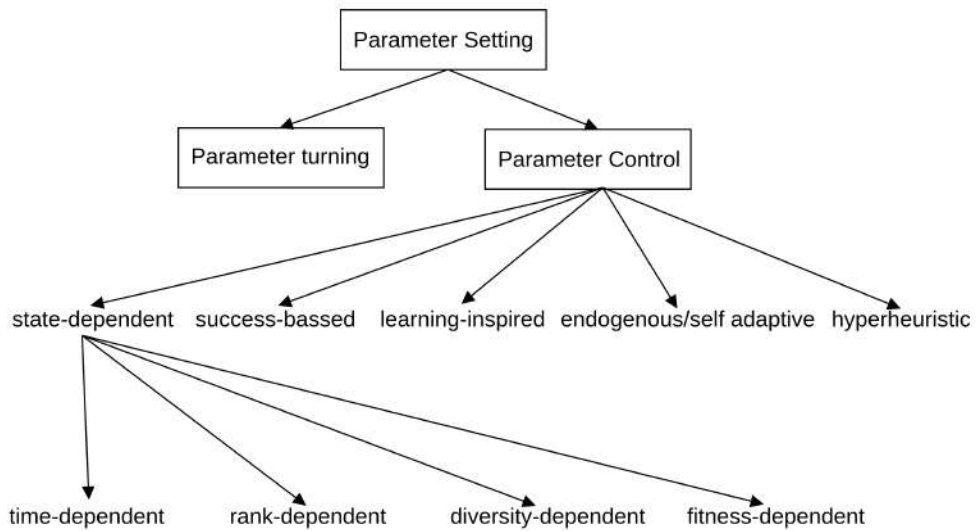 Parameter Setting
Parameter turning
Parameter Control
state-dependent
success-bassed
learning-inspired
endogenous/self adaptive
hyperheuristic
time-dependent
rank-dependent
diversity-dependent
fitness-dependent